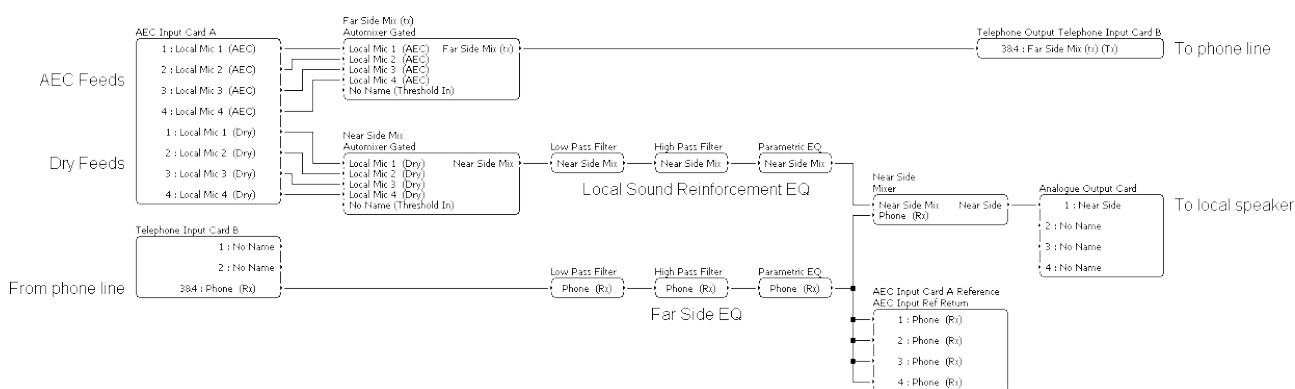 Far Side Mix (tx)
Automixer Gated
Local Mic 1 (AEC) Far Side Mix (tx)
Local Mic 2 (AEC)
Local Mic 3 (AEC)
Local Mic 4 (AEC)
No Name (Threshold In)
AEC Input Card A
1 : Local Mic 1 (AEC)
2 : Local Mic 2 (AEC)
3 : Local Mic 3 (AEC)
4 : Local Mic 4 (AEC)
1 : Local Mic 1 (Dry)
2 : Local Mic 2 (Dry)
3 : Local Mic 3 (Dry)
4 : Local Mic 4 (Dry)
AEC Feeds
Dry Feeds
Telephone Output Telephone Input Card B
3&4 : Far Side Mix (tx) (Tx)
To phone line
Near Side Mix
Automixer Gated
Local Mic 1 (Dry) Near Side Mix
Local Mic 2 (Dry)
Local Mic 3 (Dry)
Local Mic 4 (Dry)
No Name (Threshold In)
Low Pass Filter
Near Side Mix
High Pass Filter
Near Side Mix
Parametric EQ
Near Side Mix
Local Sound Reinforcement EQ
Near Side
Mixer
Near Side Mix Near Side
Phone (Rx)
Analogue Output Card
1 : Near Side
2 : No Name
3 : No Name
4 : No Name
To local speaker
Telephone Input Card B
1 : No Name
2 : No Name
3&4 : Phone (Rx)
From phone line
Low Pass Filter
Phone (Rx)
High Pass Filter
Phone (Rx)
Parametric EQ
Phone (Rx)
Far Side EQ
AEC Input Card A Reference
AEC Input Ref Return
1 : Phone (Rx)
2 : Phone (Rx)
3 : Phone (Rx)
4 : Phone (Rx)